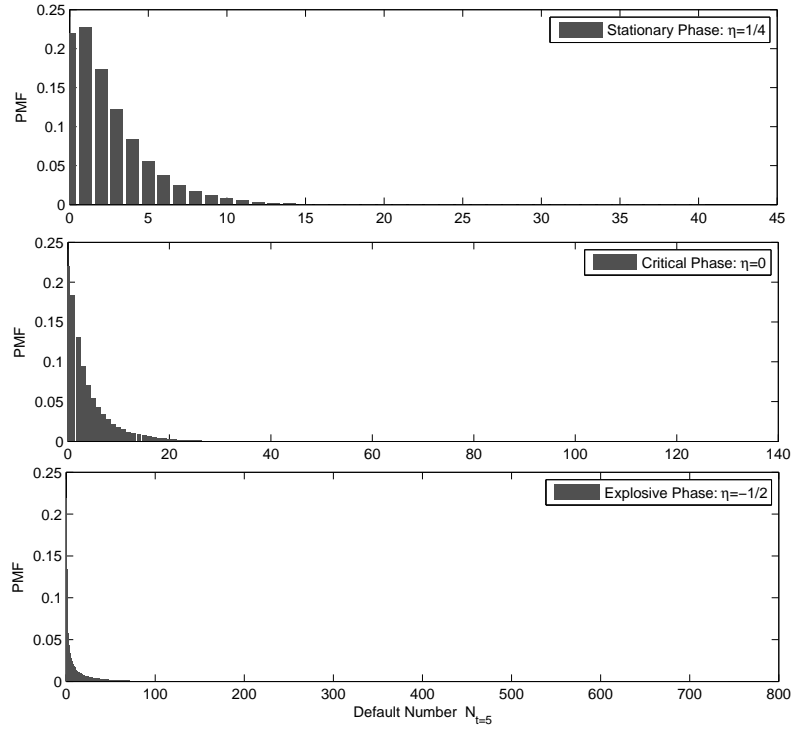 0.25
0.2
0.15
0.1
0.05
0
PMF
Stationary Phase: η=1/4
0 5 10 15 20 25 30 35 40 45
0.25
0.2
0.15
0.1
0.05
0
PMF
Critical Phase: η=0
0 20 40 60 80 100 120 140
0.25
0.2
0.15
0.1
0.05
0
PMF
Explosive Phase: η=−1/2
0 100 200 300 400 500 600 700 800
Default Number N_{t=5}